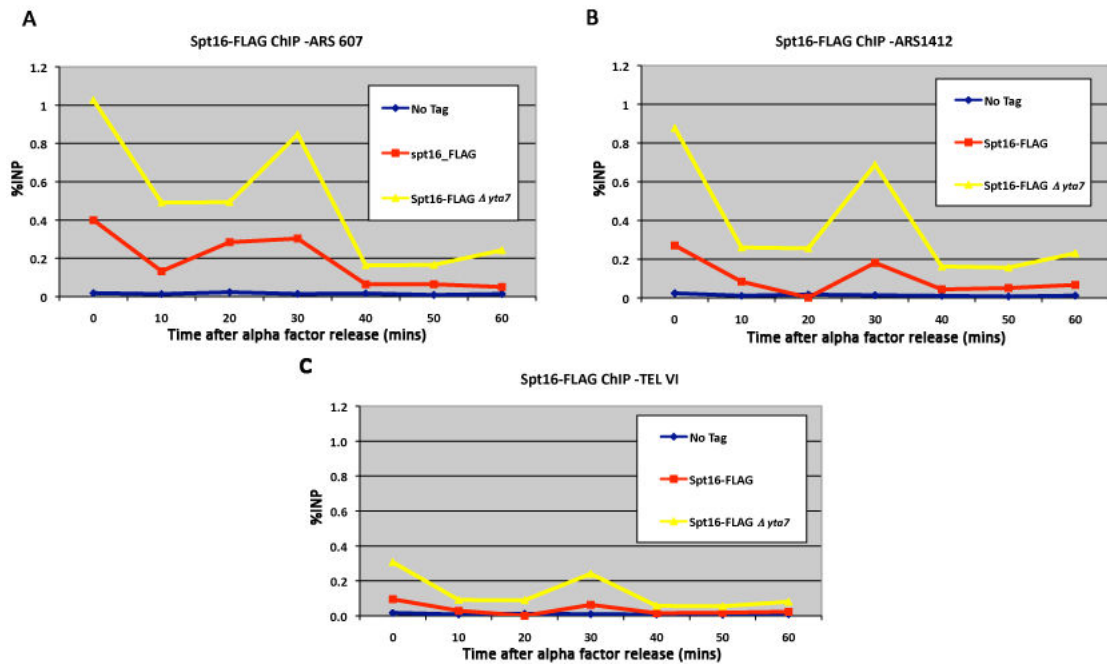 A
Spt16-FLAG ChIP -ARS 607
1.2
1
0.8
0.6
0.4
0.2
0
%INP
No Tag
spt16_FLAG
Spt16-FLAG Δyta7
0 10 20 30 40 50 60
Time after alpha factor release (mins)
B
Spt16-FLAG ChIP -ARS1412
1.2
1
0.8
0.6
0.4
0.2
0
%INP
No Tag
Spt16-FLAG
Spt16-FLAG Δyta7
0 10 20 30 40 50 60
Time after alpha factor release (mins)
C
Spt16-FLAG ChIP -TEL VI
1.2
1.0
0.8
0.6
0.4
0.2
0.0
%INP
No Tag
Spt16-FLAG
Spt16-FLAG Δyta7
0 10 20 30 40 50 60
Time after alpha factor release (mins)